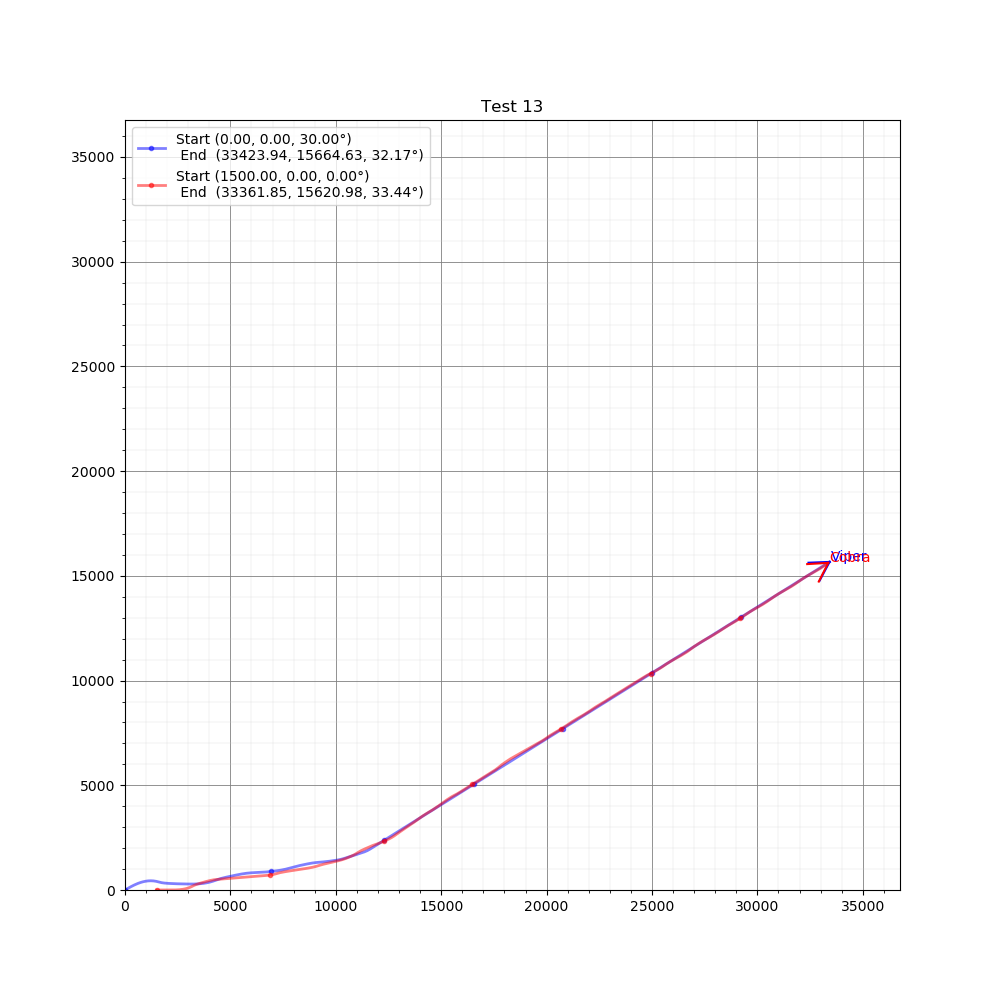 Test 13
Start (0.00, 0.00, 30.00°)
End (33423.94, 15664.63, 32.17°)
Start (1500.00, 0.00, 0.00°)
End (33361.85, 15620.98, 33.44°)
35000
30000
25000
20000
15000
10000
5000
0
Viper
Cobra
0 5000 10000 15000 20000 25000 30000 35000